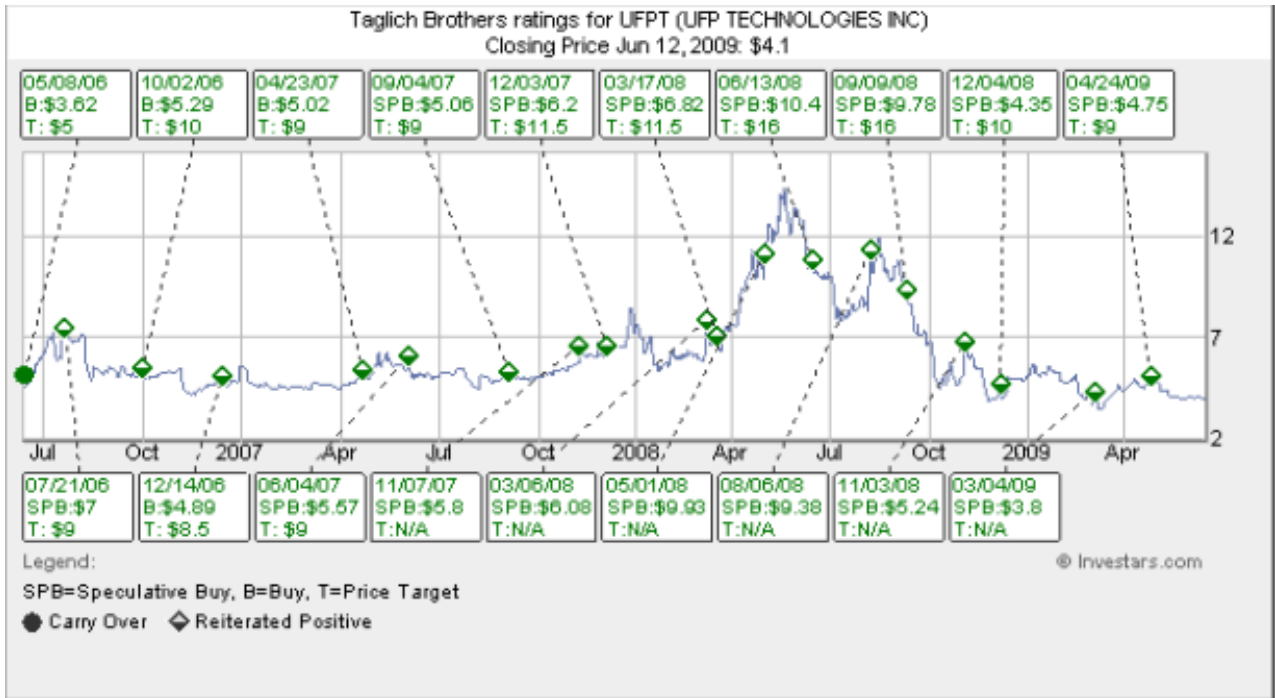 Taglich Brothers ratings for UFPT (UFP TECHNOLOGIES INC)
Closing Price Jun 12, 2009: $4.1
05/08/06
B:$3.62
T: $5
10/02/06
B:$5.29
T: $10
04/23/07
B:$5.02
T: $9
09/04/07
SPB:$5.06
T: $9
12/03/07
SPB:$6.2
T: $11.5
03/17/08
SPB:$6.82
T: $11.5
06/13/08
SPB:$10.4
T: $16
09/09/08
SPB:$9.78
T: $16
12/04/08
SPB:$4.35
T: $10
04/24/09
SPB:$4.75
T: $9
12
7
2
Jul Oct 2007 Apr Jul Oct 2008 Apr Jul Oct 2009 Apr
07/21/06
SPB:$7
T: $9
12/14/06
B:$4.89
T: $8.5
06/04/07
SPB:$5.57
T: $9
11/07/07
SPB:$5.8
T:N/A
03/06/08
SPB:$6.08
T:N/A
05/01/08
SPB:$9.93
T:N/A
08/06/08
SPB:$9.38
T:N/A
11/03/08
SPB:$5.24
T:N/A
03/04/09
SPB:$3.8
T:N/A
Legend:
© Investars.com
SPB=Speculative Buy, B=Buy, T=Price Target
Carry Over Reiterated Positive